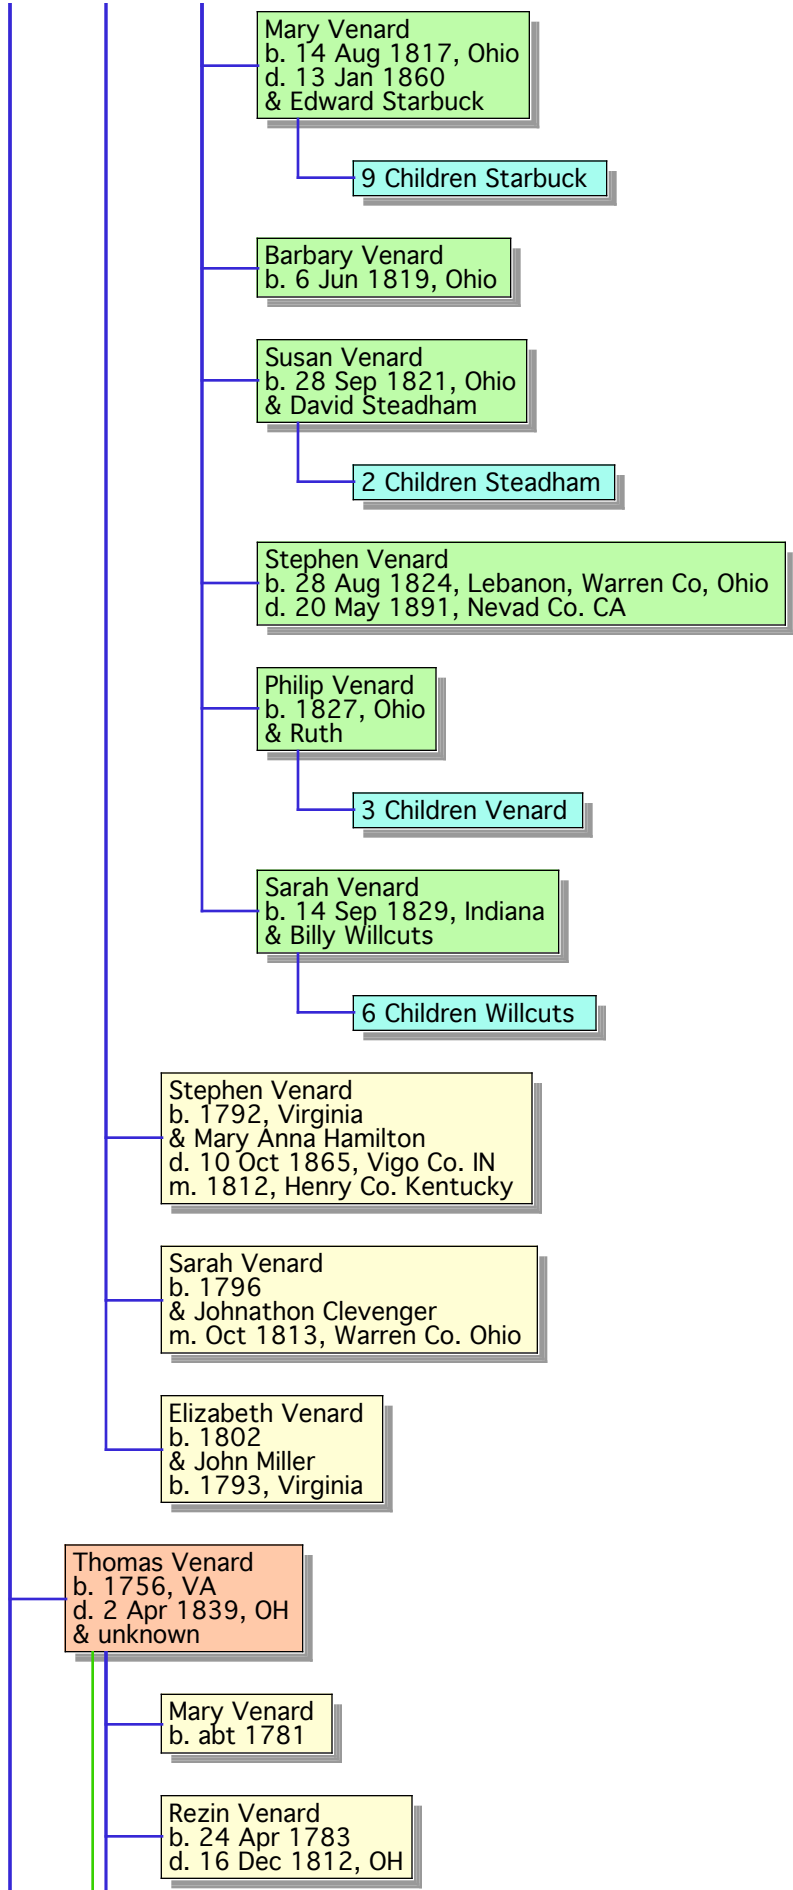 Mary Venard
b. 14 Aug 1817, Ohio
d. 13 Jan 1860
& Edward Starbuck
9 Children Starbuck
Barbary Venard
b. 6 Jun 1819, Ohio
Susan Venard
b. 28 Sep 1821, Ohio
& David Steadham
2 Children Steadham
Stephen Venard
b. 28 Aug 1824, Lebanon, Warren Co, Ohio
d. 20 May 1891, Nevad Co. CA
Philip Venard
b. 1827, Ohio
& Ruth
3 Children Venard
Sarah Venard
b. 14 Sep 1829, Indiana
& Billy Willcuts
6 Children Willcuts
Stephen Venard
b. 1792, Virginia
& Mary Anna Hamilton
d. 10 Oct 1865, Vigo Co. IN
m. 1812, Henry Co. Kentucky
Sarah Venard
b. 1796
& Johnathon Clevenger
m. Oct 1813, Warren Co. Ohio
Elizabeth Venard
b. 1802
& John Miller
b. 1793, Virginia
Thomas Venard
b. 1756, VA
d. 2 Apr 1839, OH
& unknown
Mary Venard
b. abt 1781
Rezin Venard
b. 24 Apr 1783
d. 16 Dec 1812, OH